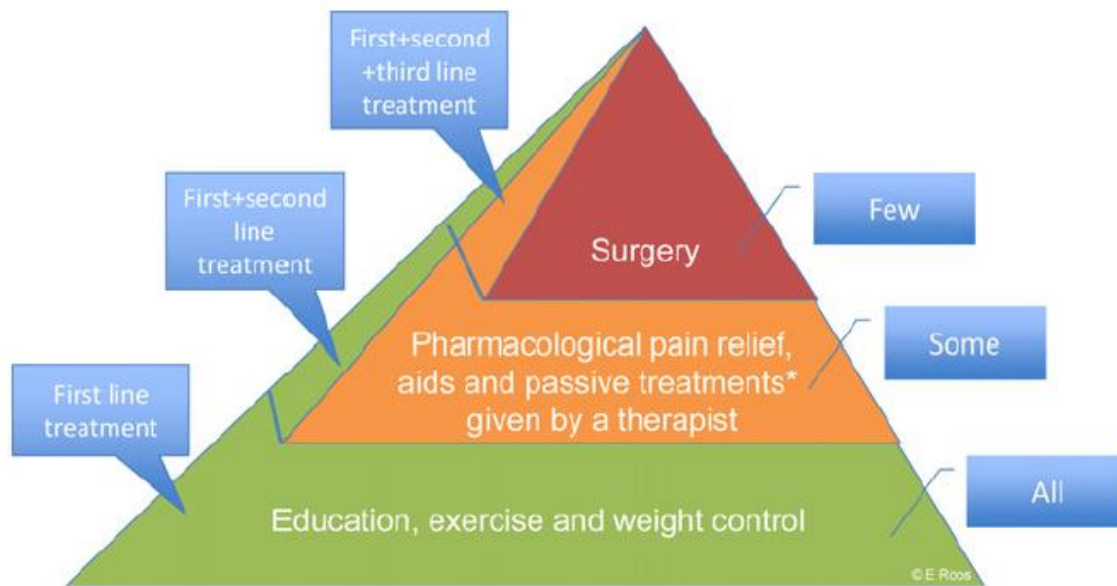 First+second
+third line
treatment
First+second
line
treatment
First line
treatment
Surgery
Pharmacological pain relief,
aids and passive treatments*
given by a therapist
Education, exercise and weight control
Few
Some
All
© E Roos